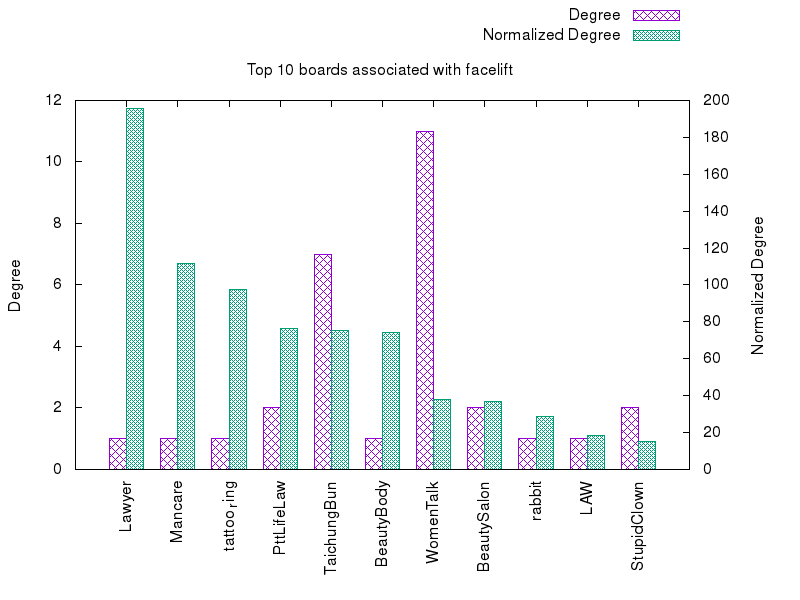 Degree
Normalized Degree
Top 10 boards associated with facelift
12
10
8
6
4
2
0
200
180
160
140
120
100
80
60
40
20
0
Degree
Normalized Degree
Lawyer
Mancare
tattooring
PttLifeLaw
TaichungBun
BeautyBody
WomenTalk
BeautySalon
rabbit
LAW
StupidClown